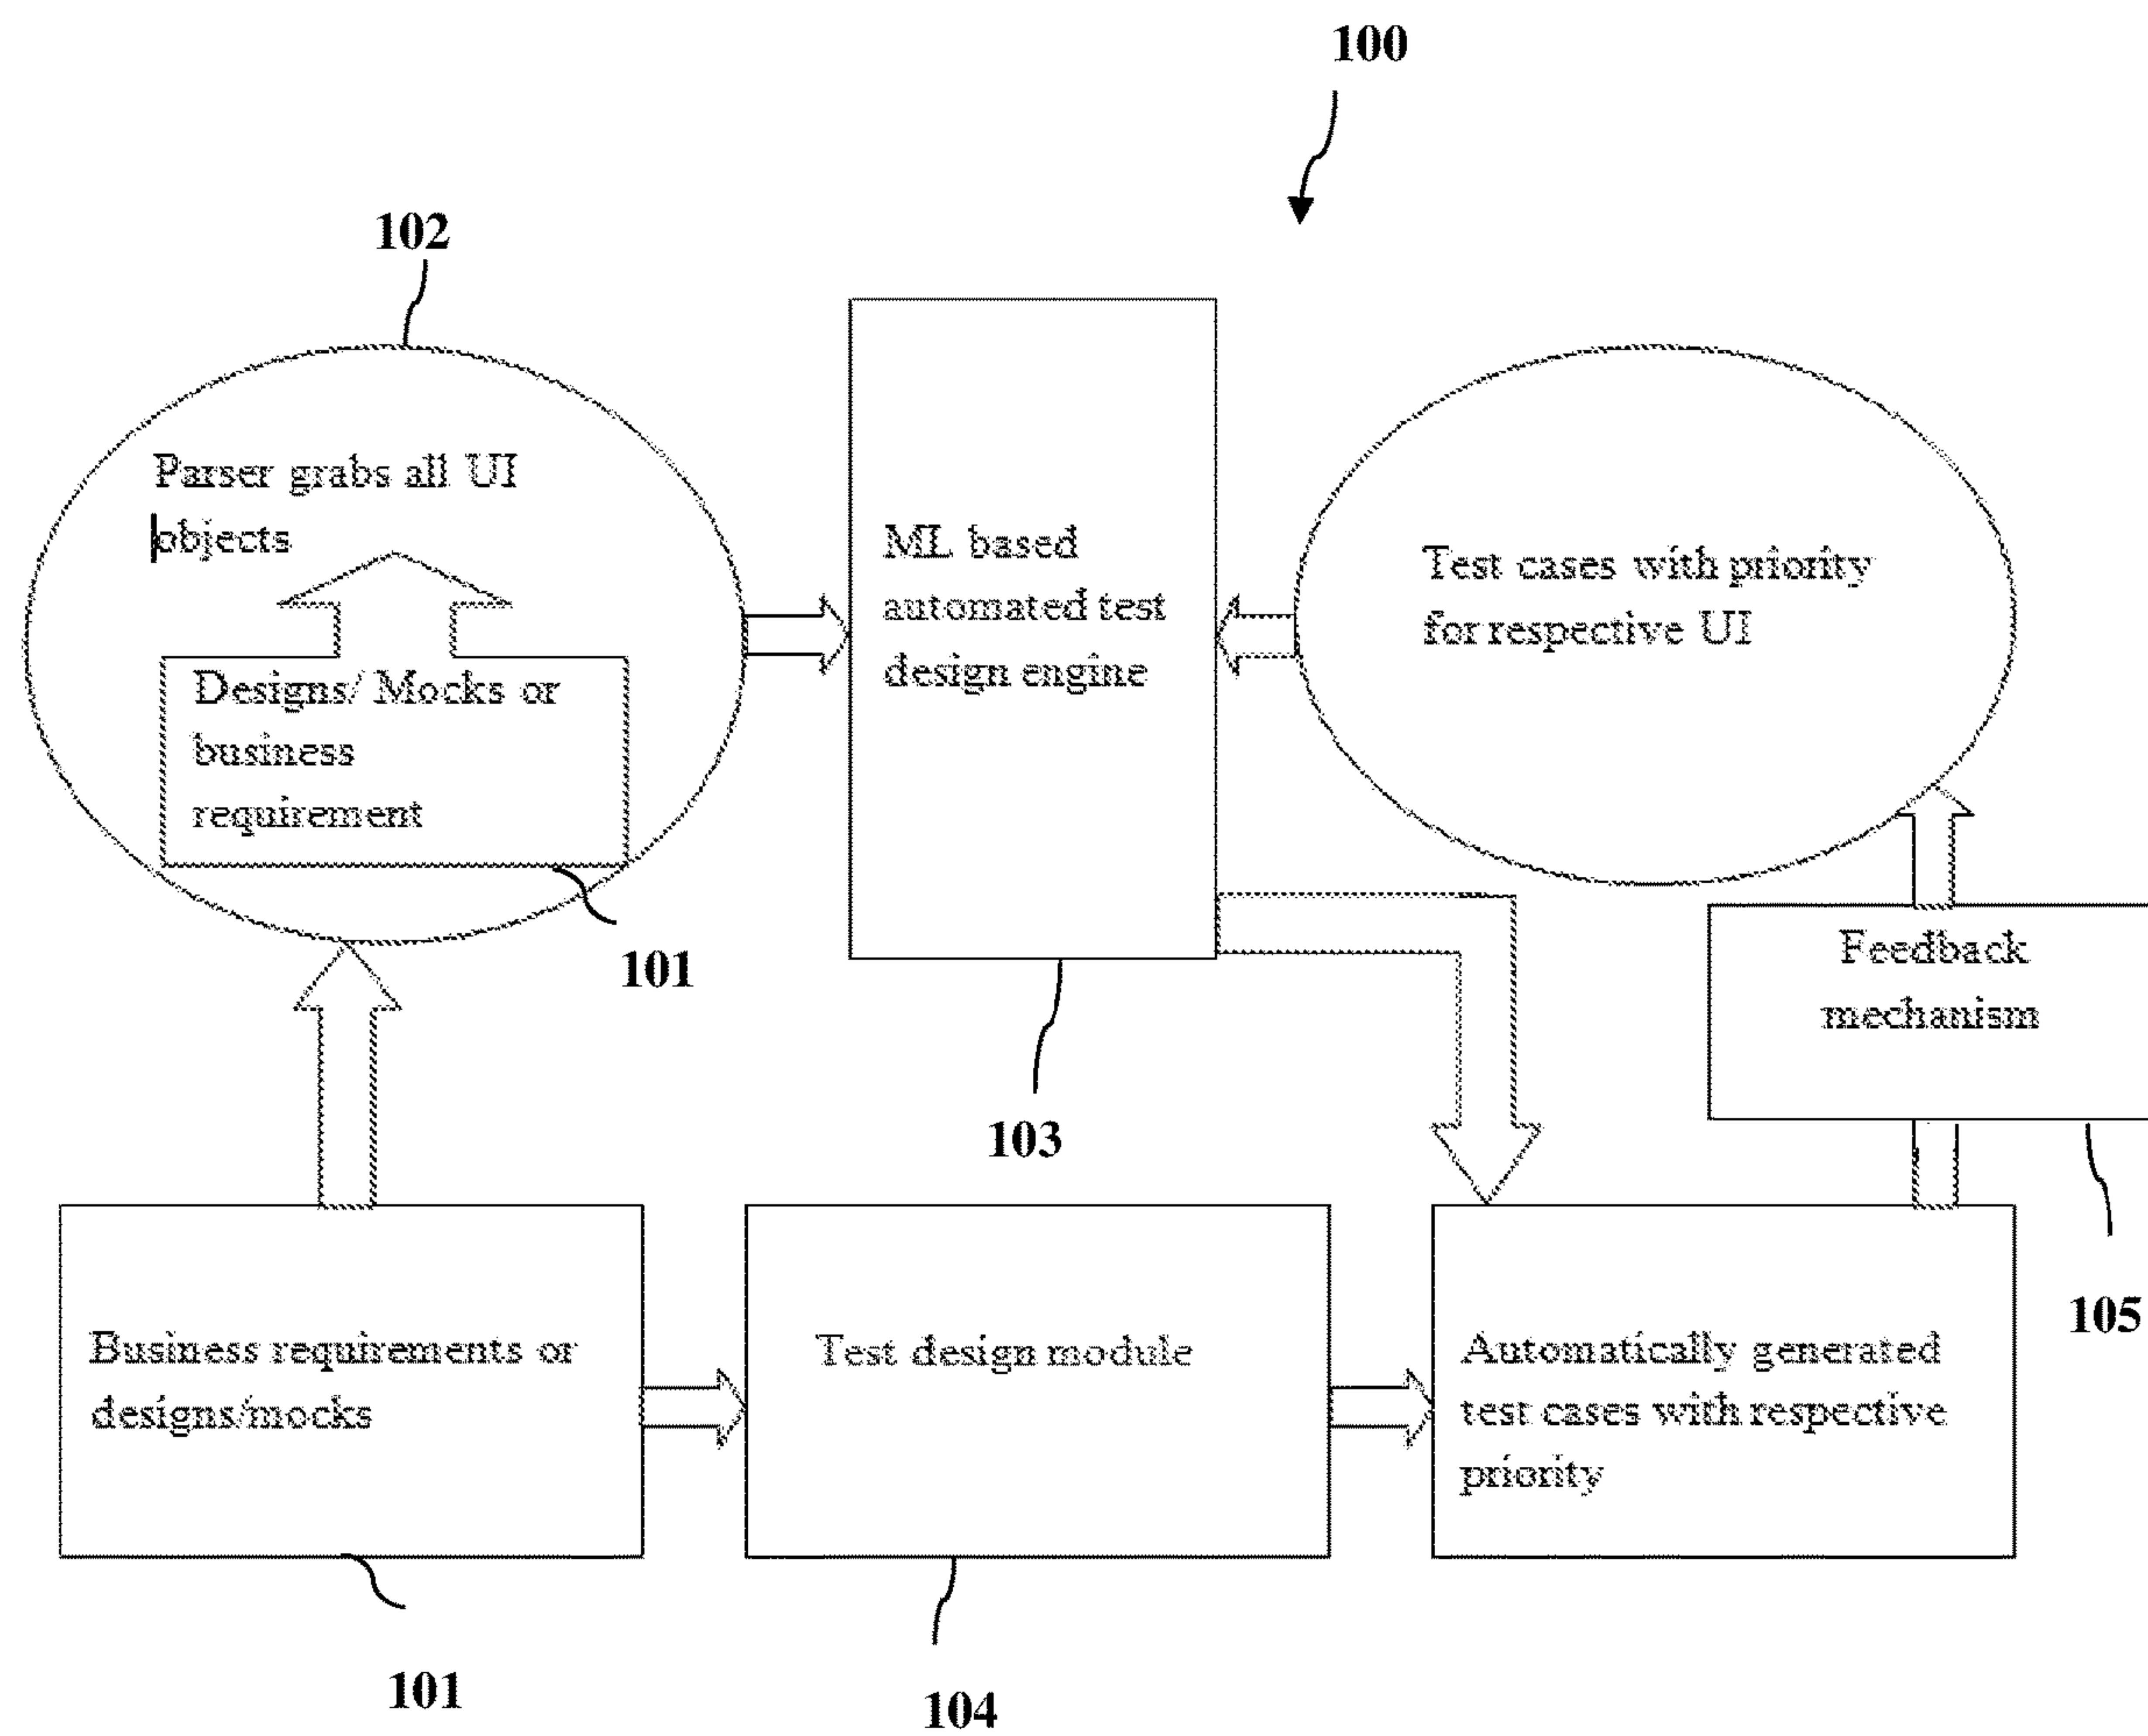 100
102
Parser grabs all UI
objects
Designs/ Mocks or
business
requirement
101
ML based
automated test
design engine
103
Test cases with priority
for respective UI
Feedback
mechanism
105
Business requirements or
designs/mocks
101
Test design module
104
Automatically generated
test cases with respective
priority